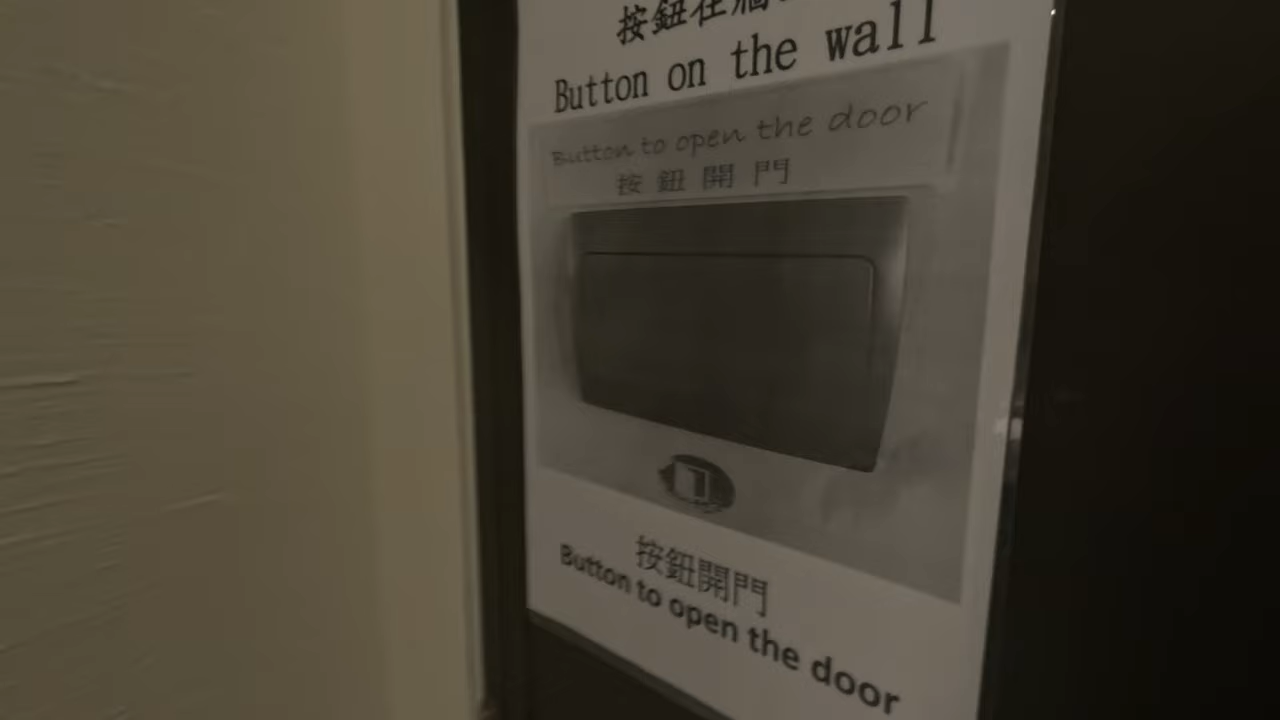 按鈕在牆
Button on the wall
Button to open the door
按鈕開門
按鈕開門
Button to open the door